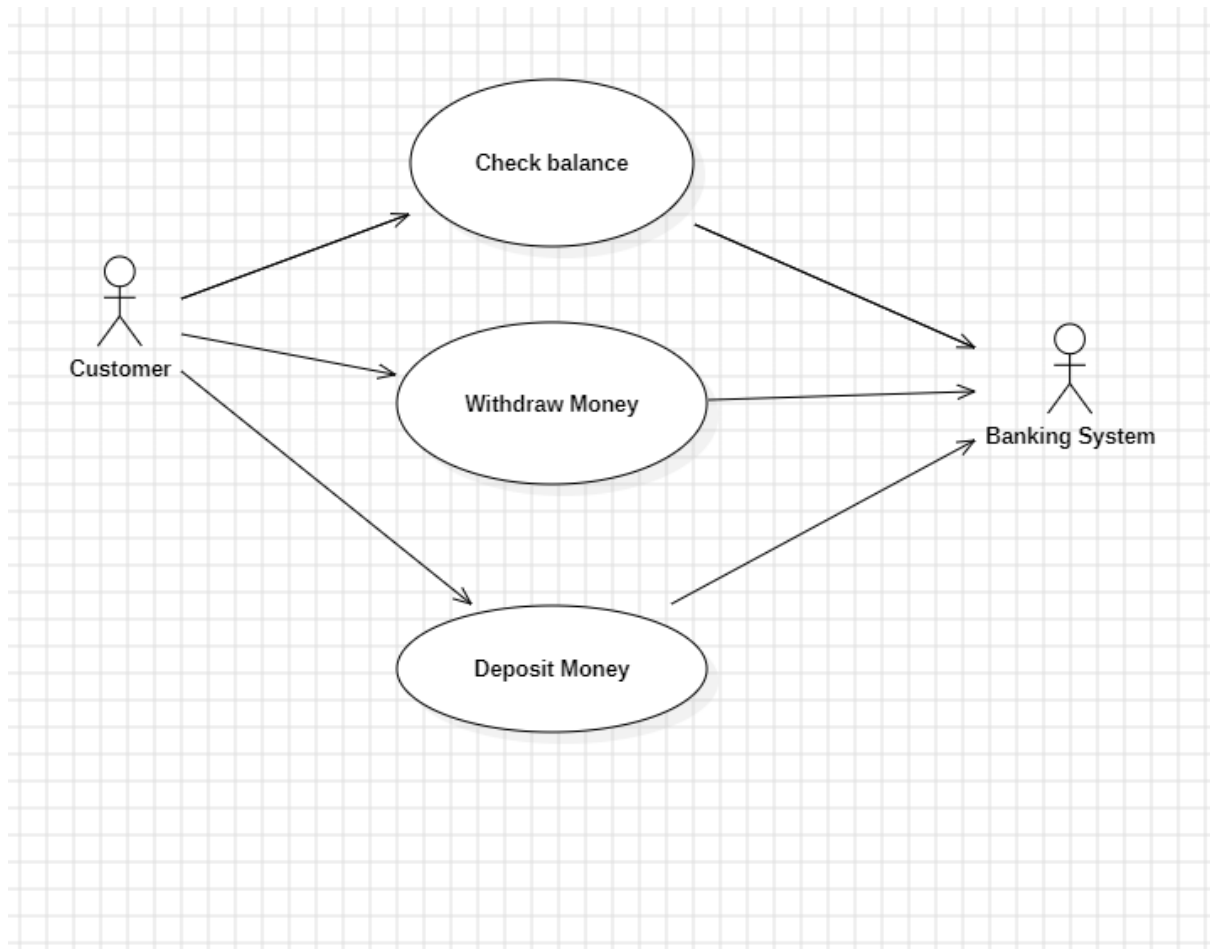 Check balance
Customer
Withdraw Money
Banking System
Deposit Money